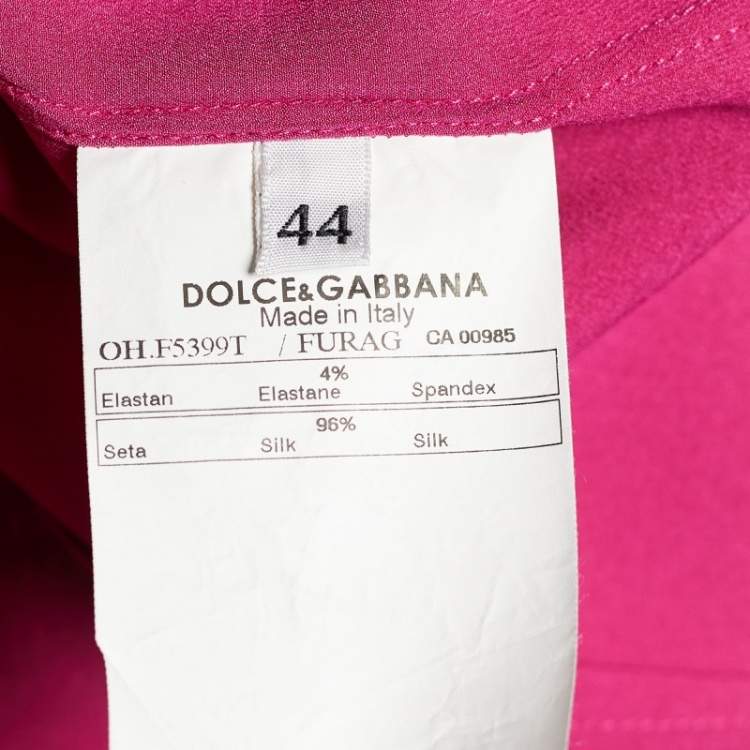 44
DOLCE&GABBANA
Made in Italy
OH.F5399T / FURAG CA 00985
4%
Elastan Elastane Spandex
96%
Seta Silk Silk